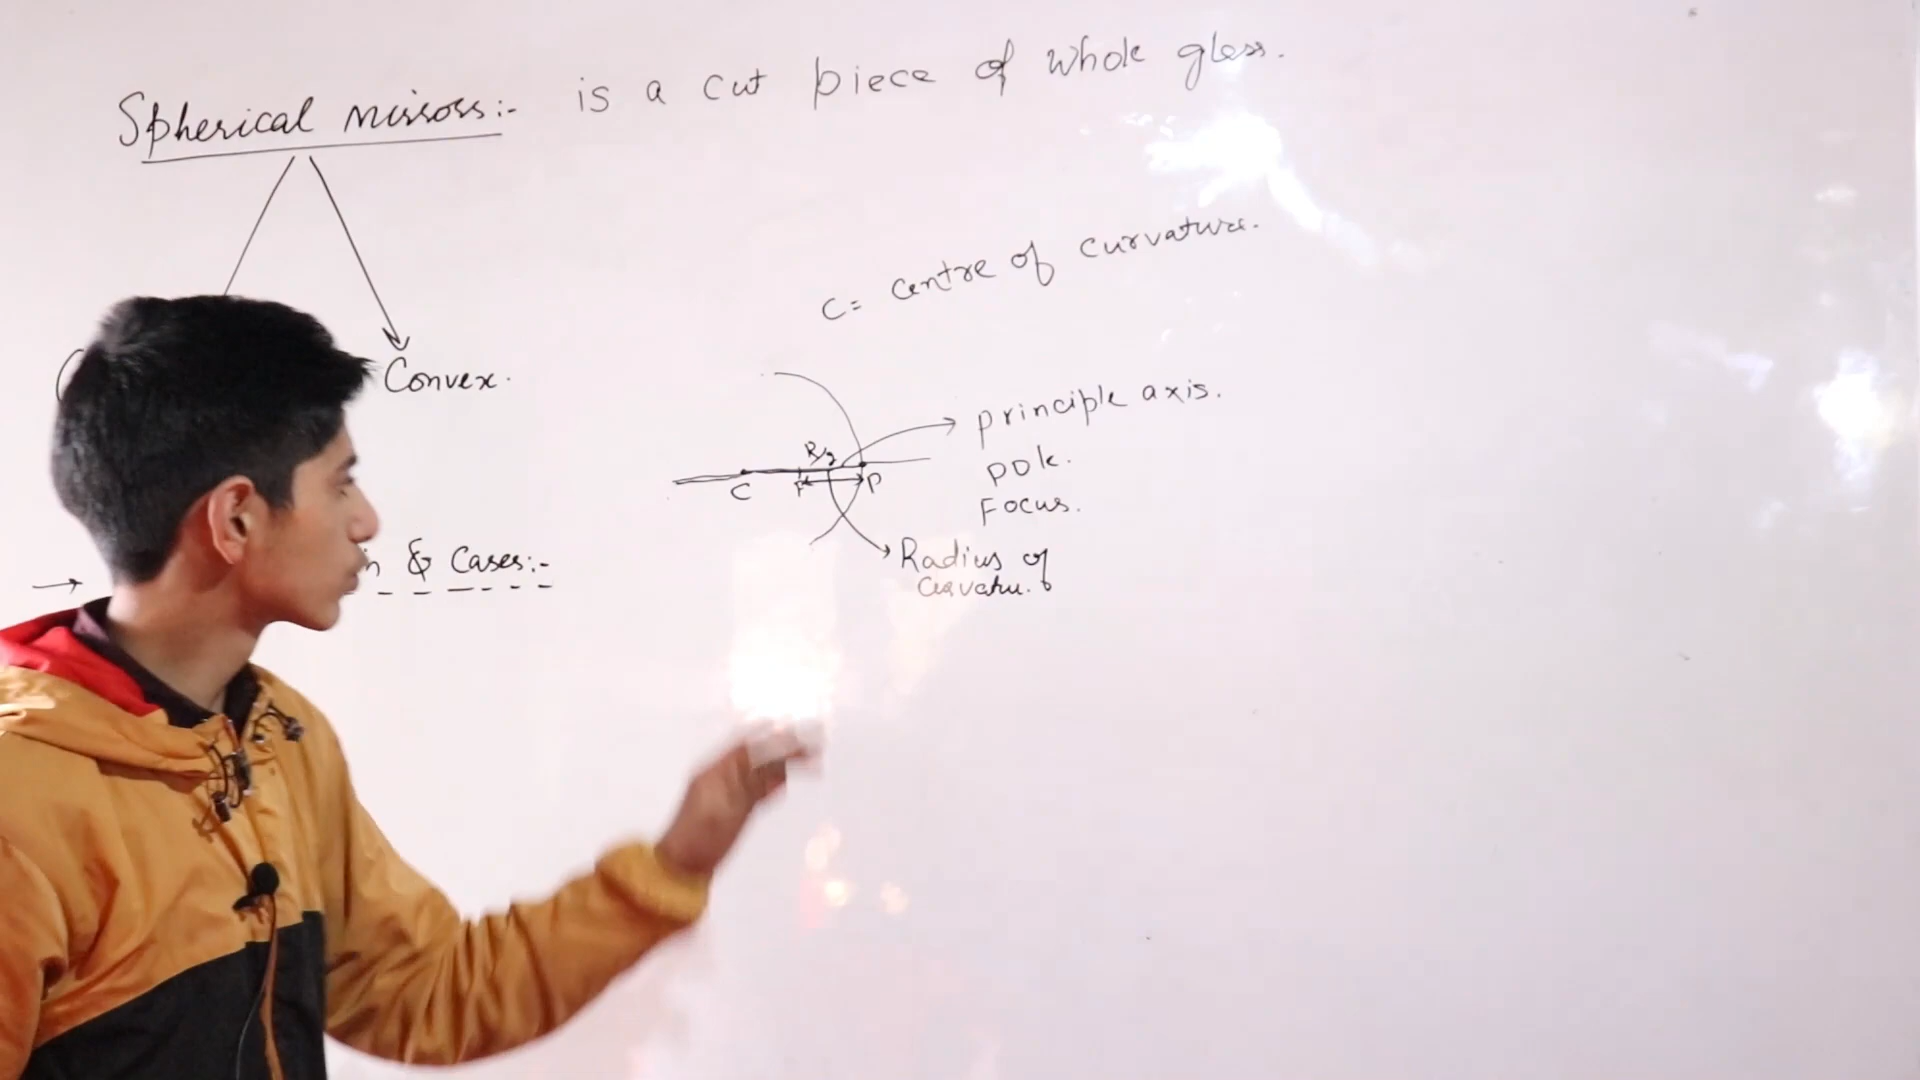 Spherical mirrors:- is a cut piece of whole glass.
C= Centre of curvature.
Convex.
principle axis.
R/2
C F P
pole.
Focus.
& Cases:-
Radius of